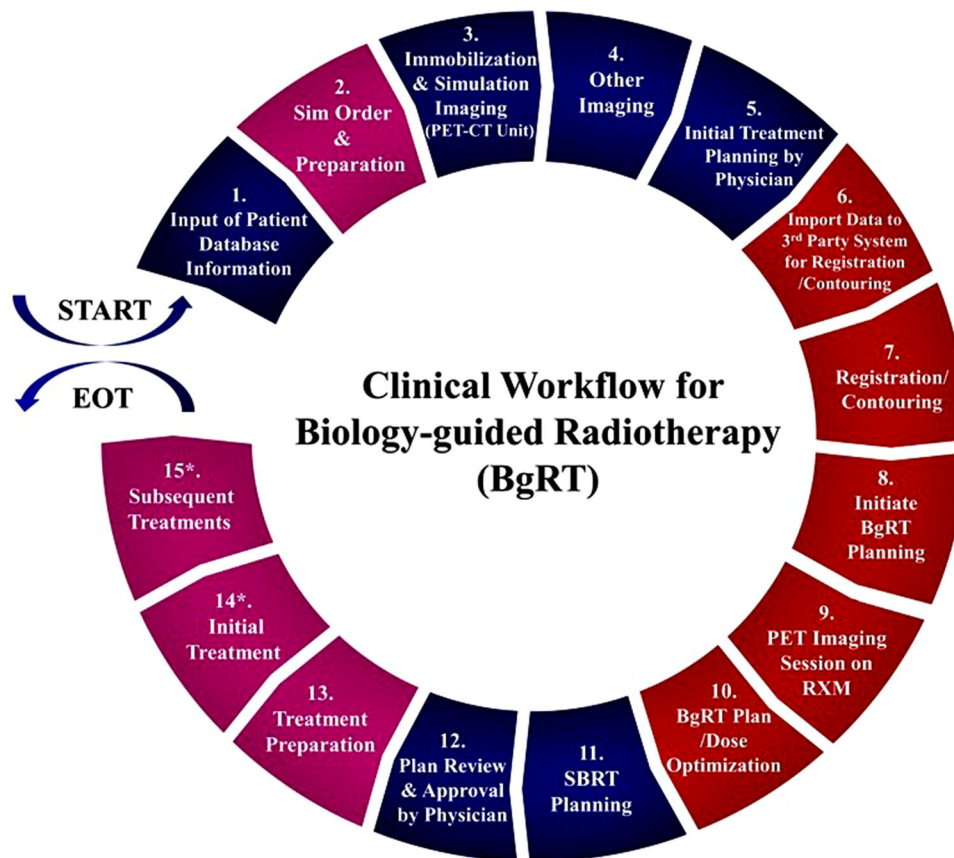 1.
Input of Patient
Database
Information
2.
Sim Order
&
Preparation
3.
Immobilization
& Simulation
Imaging
(PET-CT Unit)
4.
Other
Imaging
5.
Initial Treatment
Planning by
Physician
6.
Import Data to
3rd Party System
for Registration
/Contouring
7.
Registration/
Contouring
8.
Initiate
BgRT
Planning
9.
PET Imaging
Session on
RXM
10.
BgRT Plan
/Dose
Optimization
11.
SBRT
Planning
12.
Plan Review
& Approval
by Physician
13.
Treatment
Preparation
14*.
Initial
Treatment
15*.
Subsequent
Treatments
START
EOT
Clinical Workflow for
Biology-guided Radiotherapy
(BgRT)